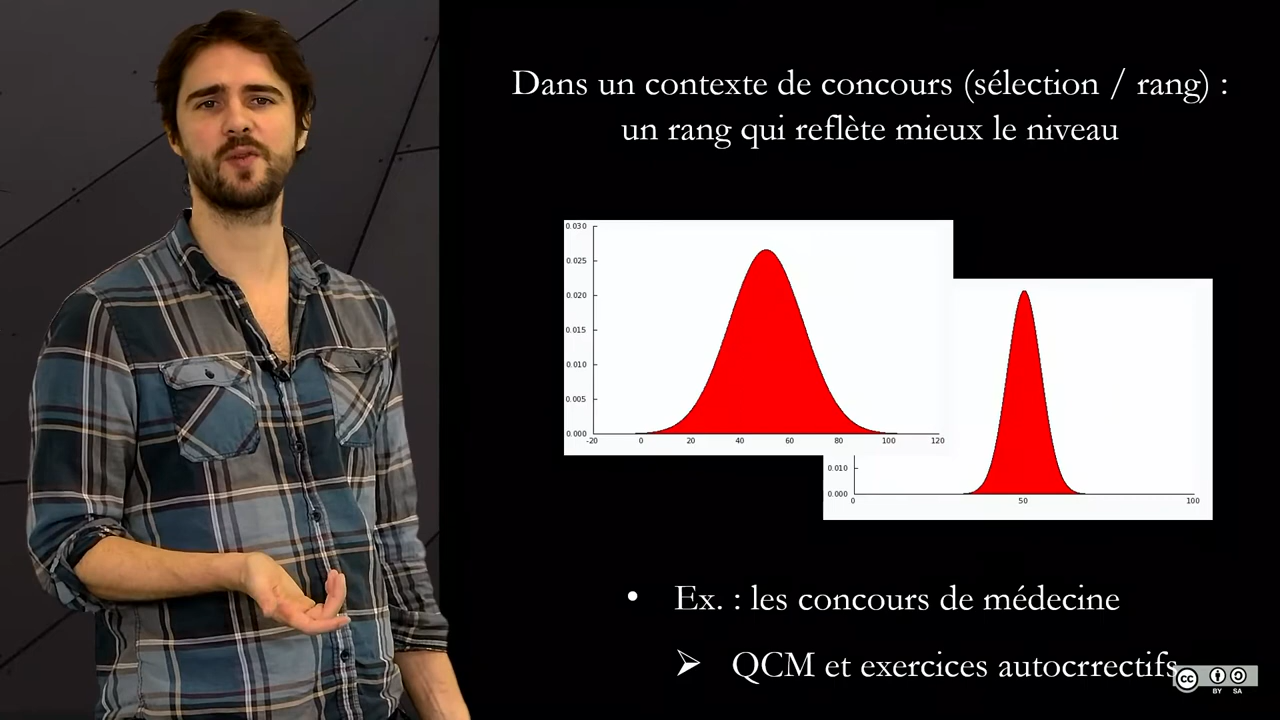 Dans un contexte de concours (sélection / rang) :
un rang qui reflète mieux le niveau
0.030
0.025
0.020
0.015
0.010
0.005
0.000
-20 0 20 40 60 80 100 120
0.010
0.000
0 50 100
• Ex. : les concours de médecine
➢ QCM et exercices autocrrectifs
cc
BY SA